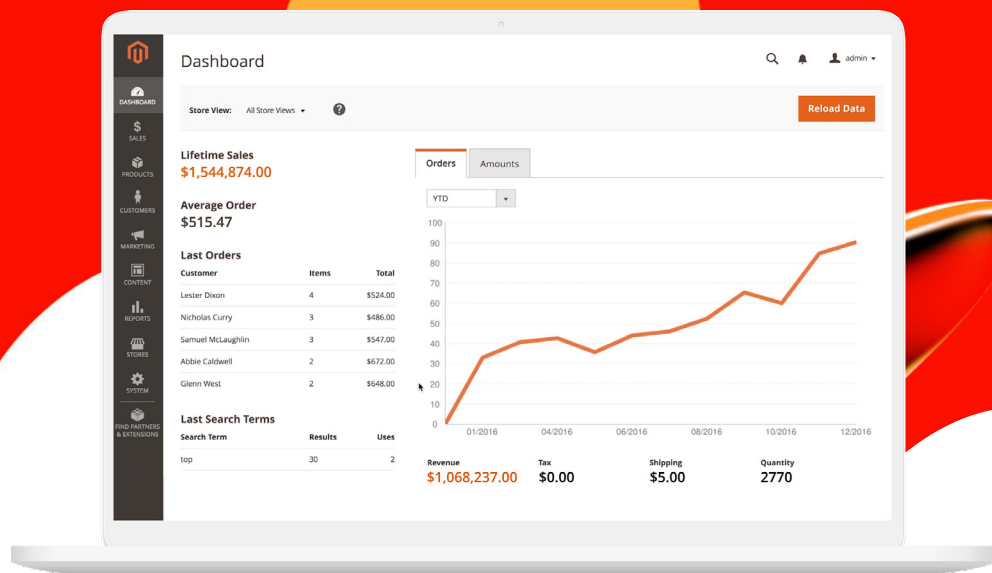 Dashboard
admin
DASHBOARD
Store View: All Store Views
?
Reload Data
$
SALES
PRODUCTS
CUSTOMERS
MARKETING
CONTENT
REPORTS
STORES
SYSTEM
FIND PARTNERS
& EXTENSIONS
Lifetime Sales
$1,544,874.00
Average Order
$515.47
Last Orders
Customer Items Total
Lester Dixon 4 $524.00
Nicholas Curry 3 $486.00
Samuel McLaughlin 3 $547.00
Abbie Caldwell 2 $672.00
Glenn West 2 $648.00
Last Search Terms
Search Term Results Uses
top 30 2
Orders Amounts
YTD
100
90
80
70
60
50
40
30
20
10
0
01/2016 04/2016 06/2016 08/2016 10/2016 12/2016
Revenue Tax Shipping Quantity
$1,068,237.00 $0.00 $5.00 2770